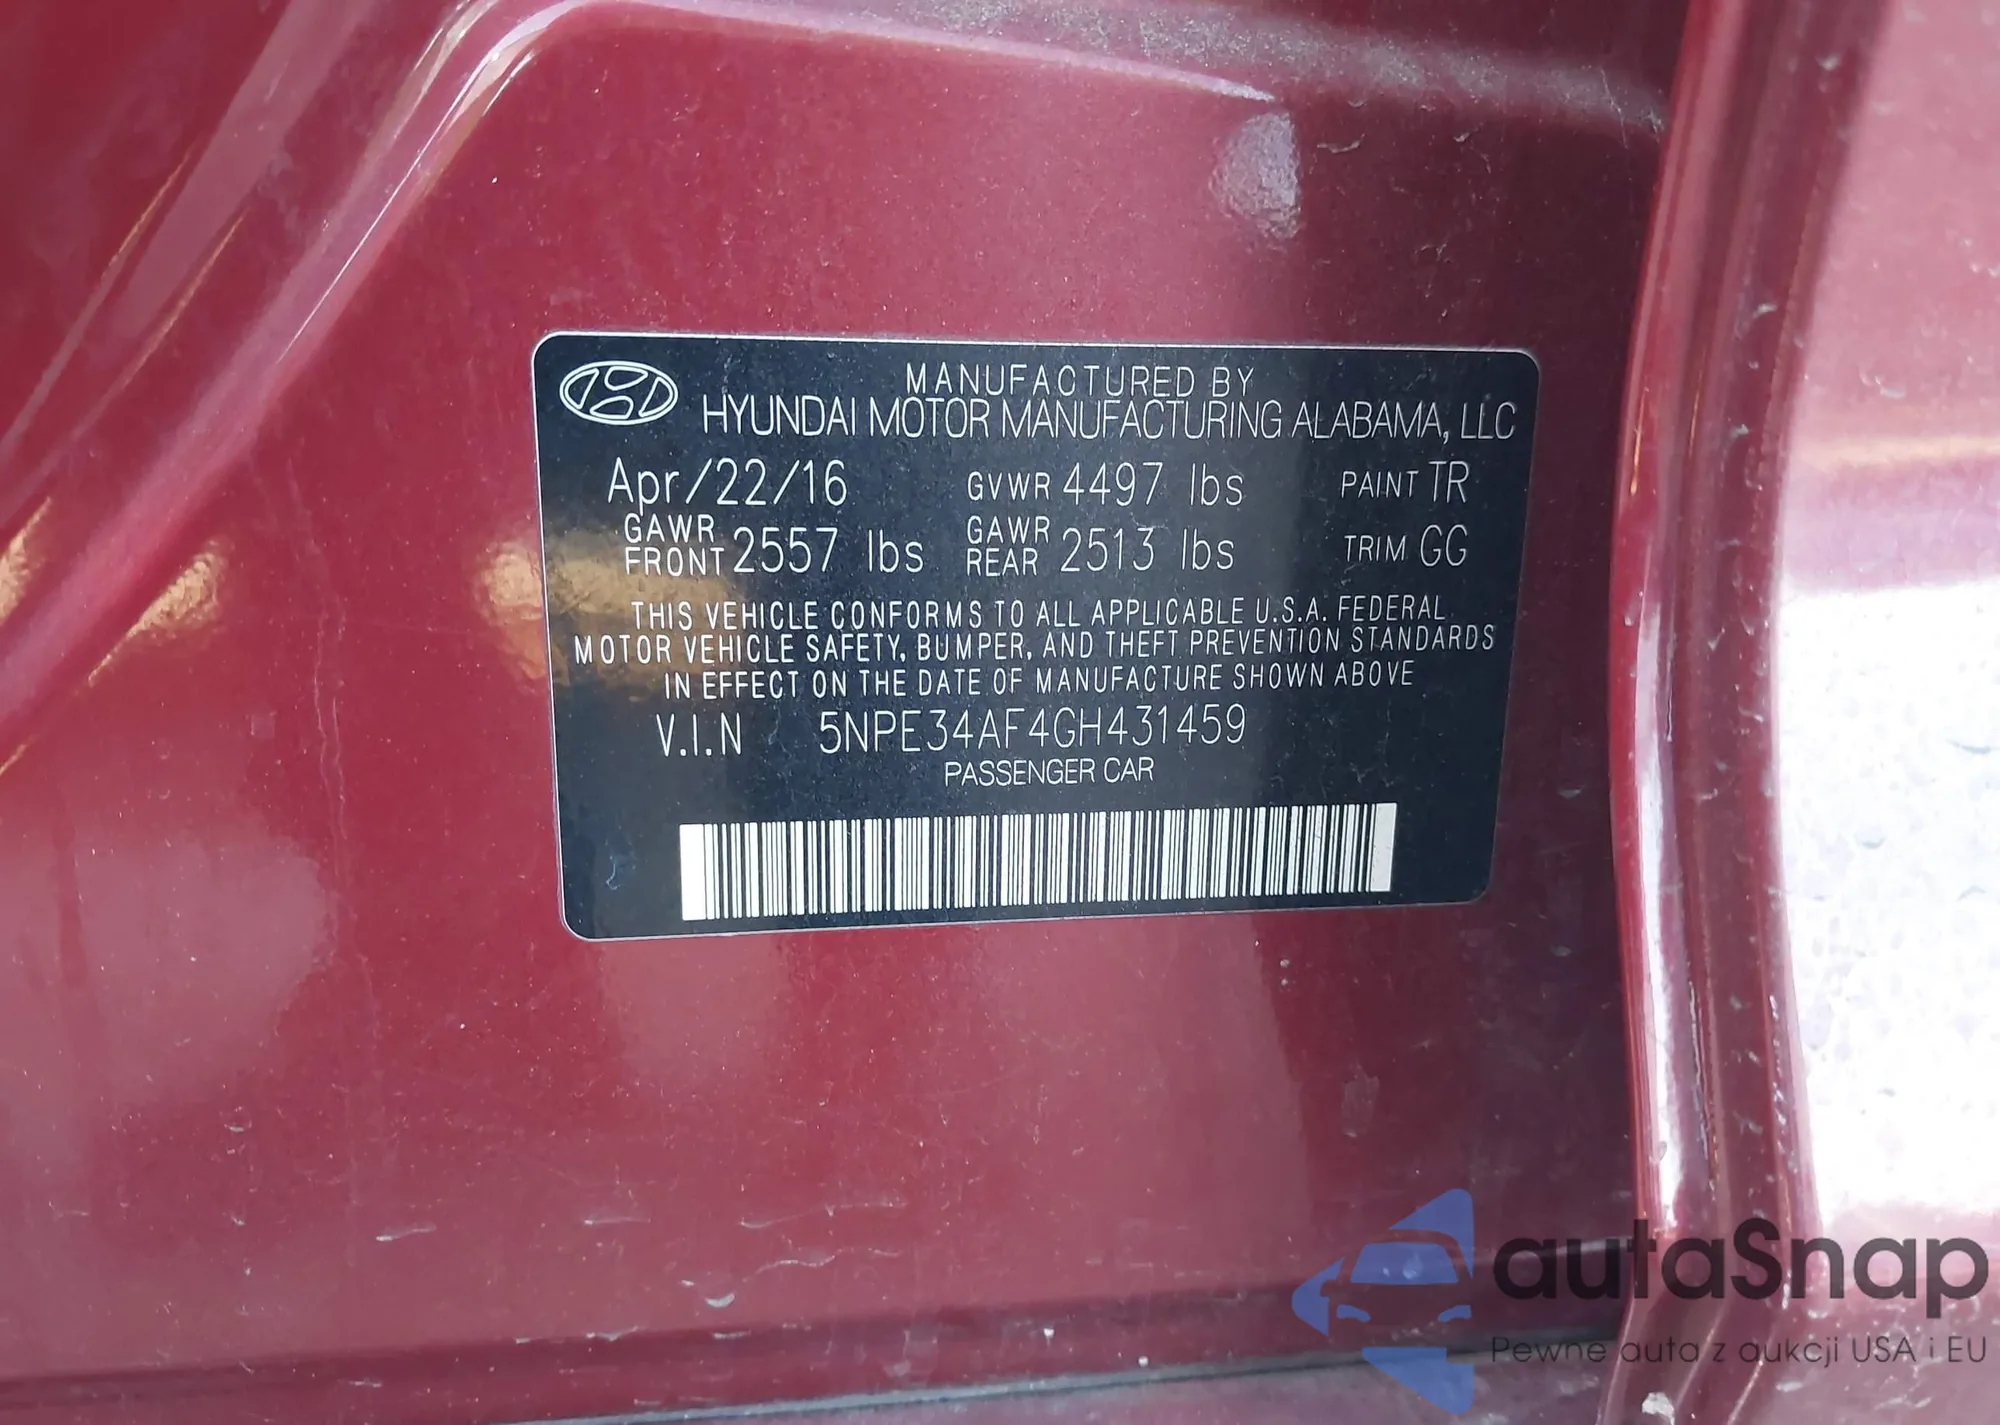 MANUFACTURED BY
HYUNDAI MOTOR MANUFACTURING ALABAMA, LLC
Apr/22/16 GVWR 4497 lbs PAINT TR
GAWR FRONT 2557 lbs GAWR REAR 2513 lbs TRIM GG
THIS VEHICLE CONFORMS TO ALL APPLICABLE U.S.A. FEDERAL
MOTOR VEHICLE SAFETY, BUMPER, AND THEFT PREVENTION STANDARDS
IN EFFECT ON THE DATE OF MANUFACTURE SHOWN ABOVE
V.I.N 5NPE34AF4GH431459
PASSENGER CAR
autaSnap
Pewne auta z aukcji USA i EU